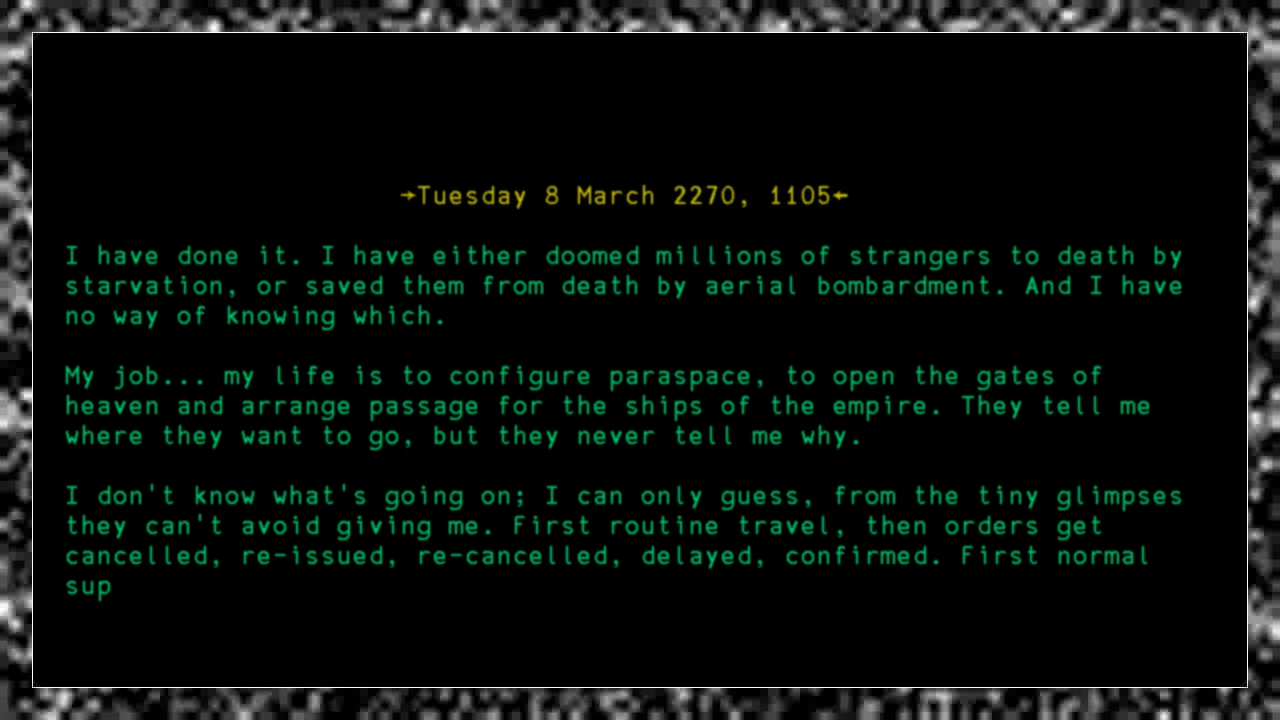 →Tuesday 8 March 2270, 1105←
I have done it. I have either doomed millions of strangers to death by
starvation, or saved them from death by aerial bombardment. And I have
no way of knowing which.
My job... my life is to configure paraspace, to open the gates of
heaven and arrange passage for the ships of the empire. They tell me
where they want to go, but they never tell me why.
I don't know what's going on; I can only guess, from the tiny glimpses
they can't avoid giving me. First routine travel, then orders get
cancelled, re-issued, re-cancelled, delayed, confirmed. First normal
sup